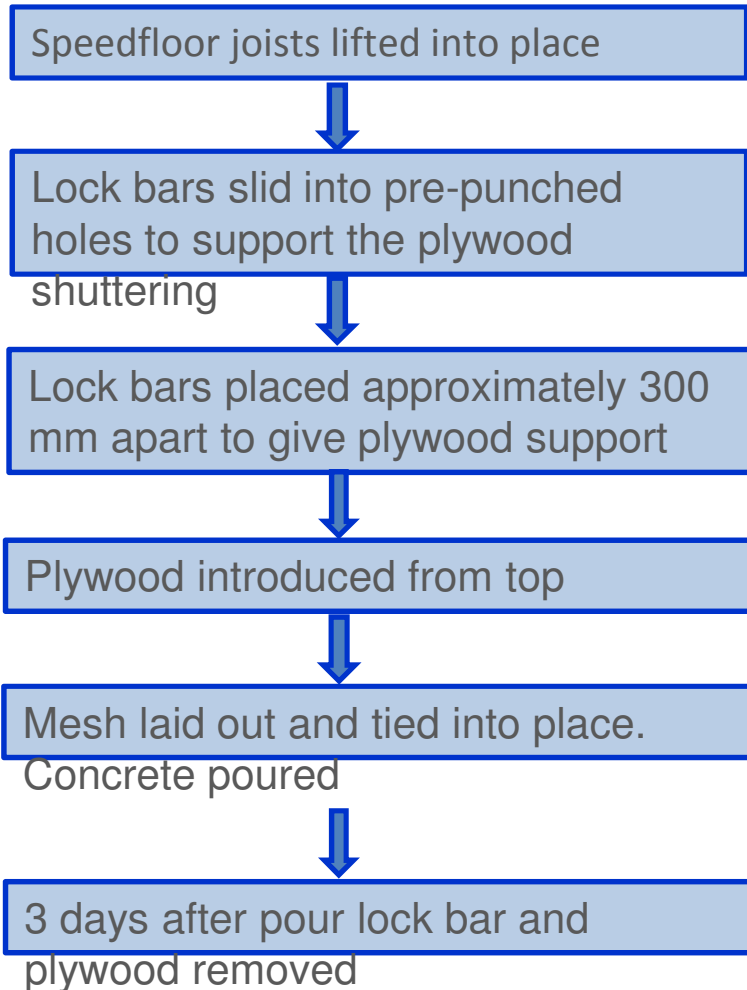 Speedfloor joists lifted into place
Lock bars slid into pre-punched
holes to support the plywood
shuttering
Lock bars placed approximately 300
mm apart to give plywood support
Plywood introduced from top
Mesh laid out and tied into place.
Concrete poured
3 days after pour lock bar and
plywood removed